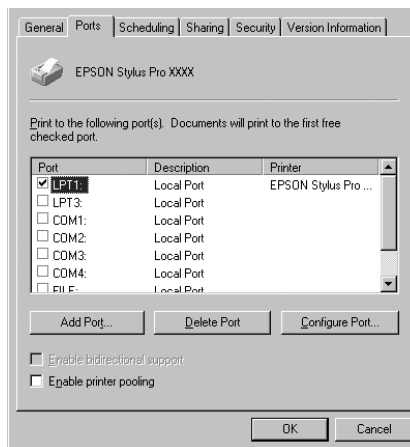 General Ports Scheduling Sharing Security Version Information
EPSON Stylus Pro XXXX
Print to the following port(s). Documents will print to the first free
checked port.
Port Description Printer
LPT1: Local Port EPSON Stylus Pro ...
LPT3: Local Port
COM1: Local Port
COM2: Local Port
COM3: Local Port
COM4: Local Port
FILE: Local Port
Add Port... Delete Port Configure Port...
Enable bidirectional support
Enable printer pooling
OK Cancel